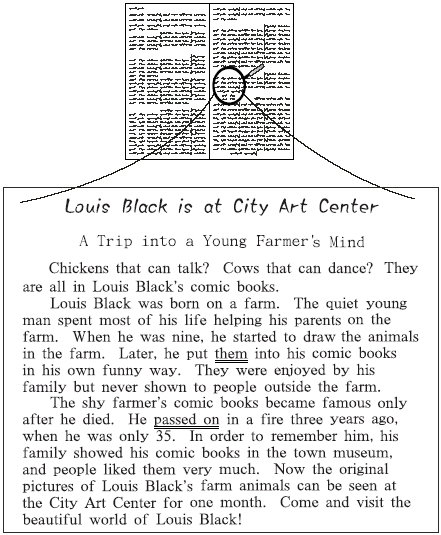 Louis Black is at City Art Center
A Trip into a Young Farmer's Mind
Chickens that can talk? Cows that can dance? They
are all in Louis Black's comic books.
Louis Black was born on a farm. The quiet young
man spent most of his life helping his parents on the
farm. When he was nine, he started to draw the animals
in the farm. Later, he put them into his comic books
in his own funny way. They were enjoyed by his
family but never shown to people outside the farm.
The shy farmer's comic books became famous only
after he died. He passed on in a fire three years ago,
when he was only 35. In order to remember him, his
family showed his comic books in the town museum,
and people liked them very much. Now the original
pictures of Louis Black's farm animals can be seen at
the City Art Center for one month. Come and visit the
beautiful world of Louis Black!